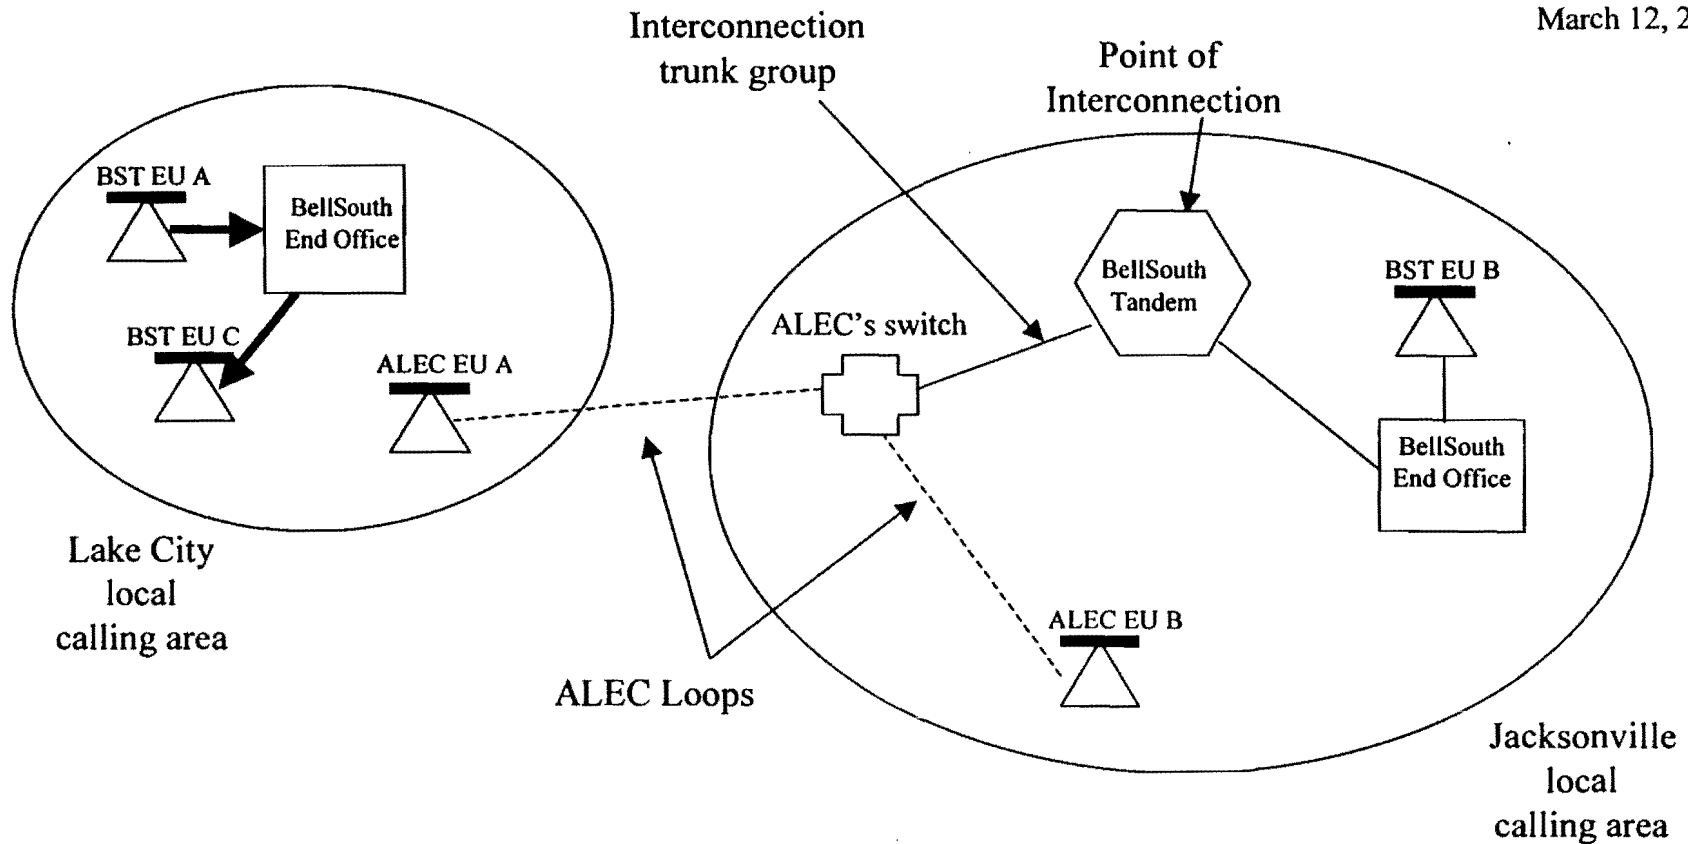 March 12, 2
Interconnection
trunk group
Point of
Interconnection
BST EU A
BellSouth
End Office
BST EU C
ALEC EU A
ALEC's switch
BellSouth
Tandem
BST EU B
BellSouth
End Office
Lake City
local
calling area
ALEC Loops
ALEC EU B
Jacksonville
local
calling area